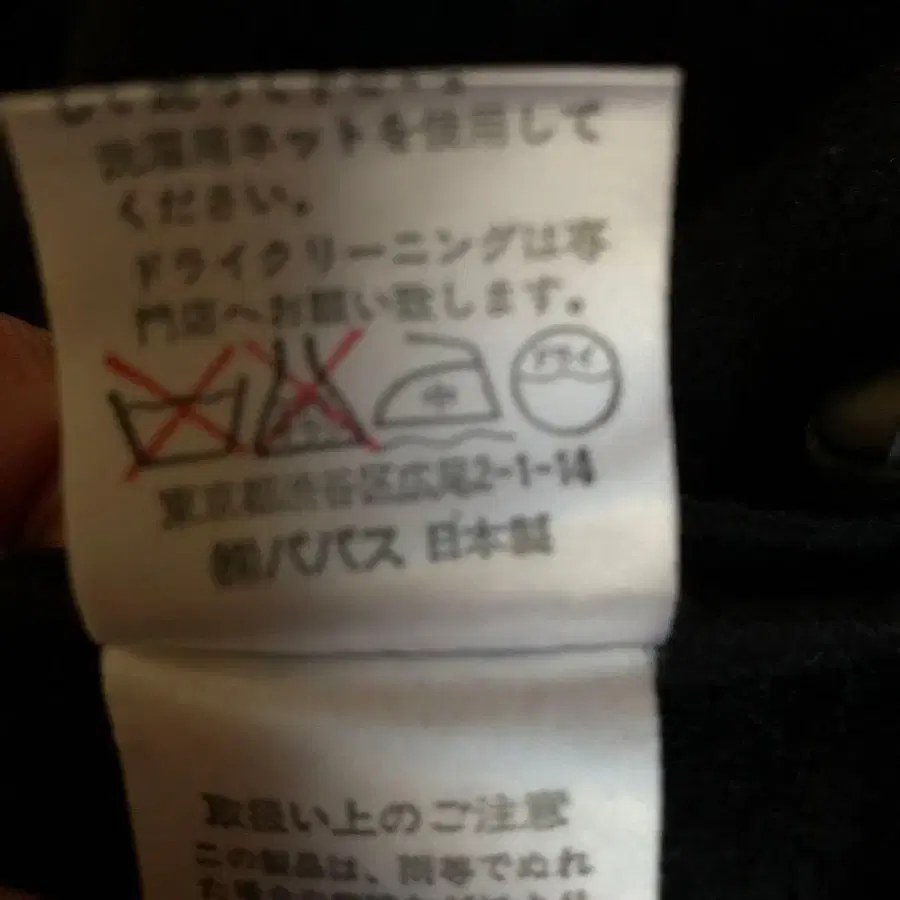 洗濯用ネットを使用して
ください。
ドライクリーニングは専
門店へお願い致します。
中
ドライ
東京都渋谷区広尾2-1-14
㈱パパス 日本製
取扱い上のご注意
この製品は、雨等でぬれ